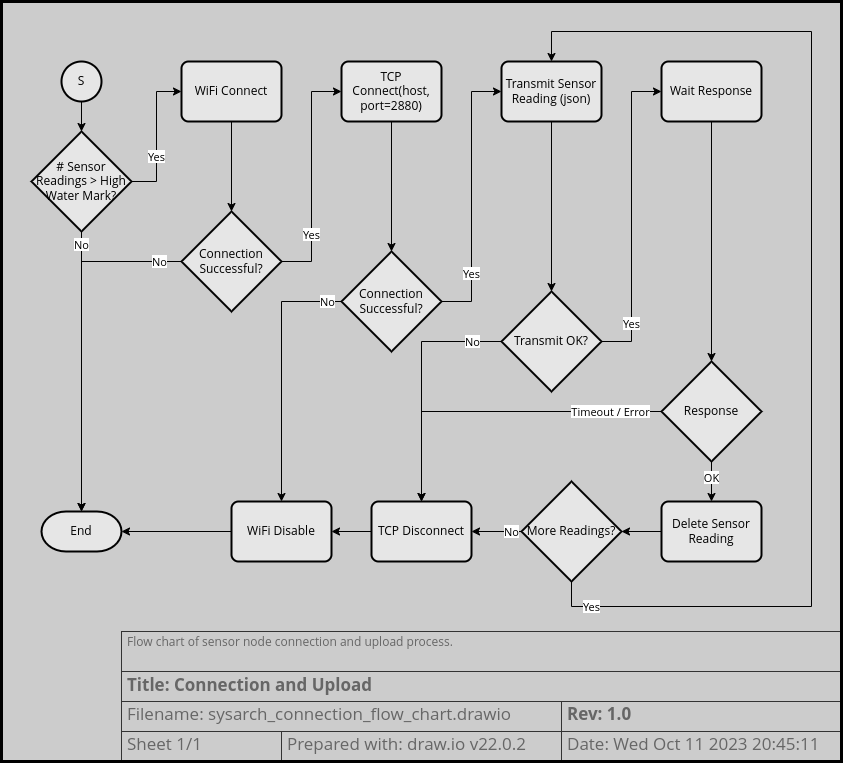 S
WiFi Connect
TCP
Connect(host,
port=2880)
Transmit Sensor
Reading (json)
Wait Response
# Sensor
Readings > High
Water Mark?
Yes
No
Connection
Successful?
No
Yes
Connection
Successful?
No
Yes
Transmit OK?
No
Yes
Response
Timeout / Error
OK
End
WiFi Disable
TCP Disconnect
No
More Readings?
Yes
Delete Sensor
Reading
Flow chart of sensor node connection and upload process.
Title: Connection and Upload
Filename: sysarch_connection_flow_chart.drawio
Rev: 1.0
Sheet 1/1
Prepared with: draw.io v22.0.2
Date: Wed Oct 11 2023 20:45:11